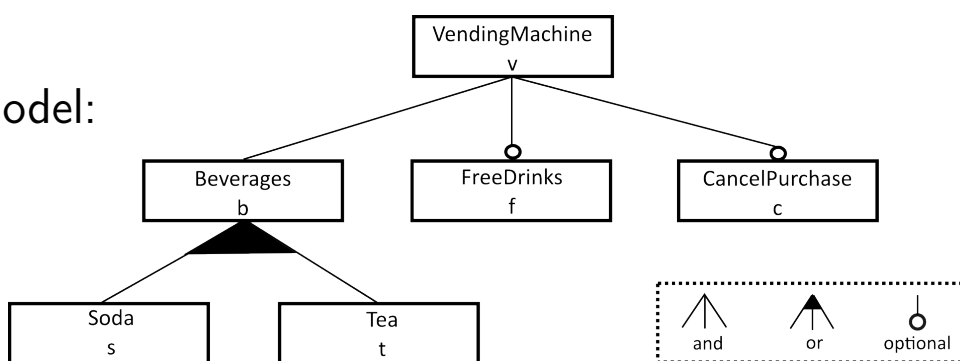 VendingMachine
v
odel:
Beverages
b
FreeDrinks
f
CancelPurchase
c
Soda
s
Tea
t
and
or
optional